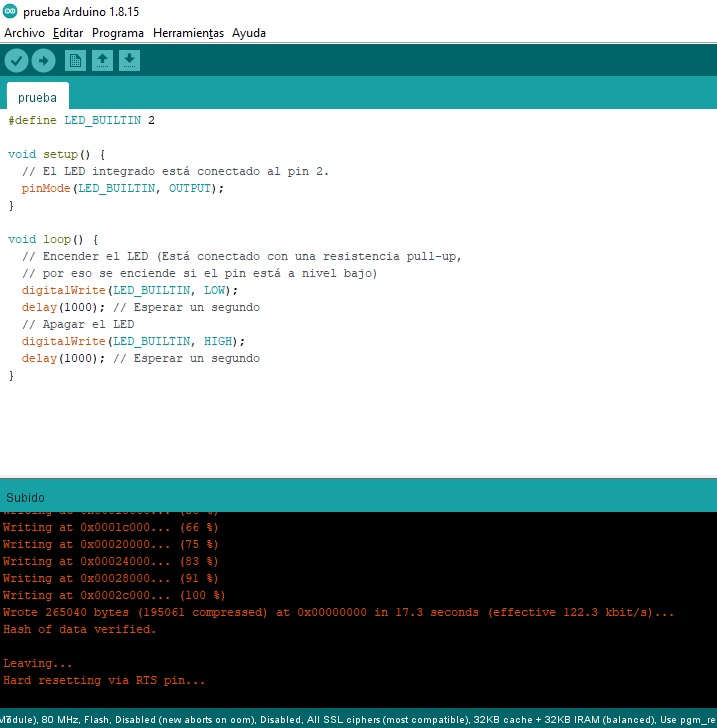 prueba Arduino 1.8.15
Archivo Editar Programa Herramientas Ayuda
prueba
#define LED_BUILTIN 2
void setup() {
// El LED integrado está conectado al pin 2.
pinMode(LED_BUILTIN, OUTPUT);
}
void loop() {
// Encender el LED (Está conectado con una resistencia pull-up,
// por eso se enciende si el pin está a nivel bajo)
digitalWrite(LED_BUILTIN, LOW);
delay(1000); // Esperar un segundo
// Apagar el LED
digitalWrite(LED_BUILTIN, HIGH);
delay(1000); // Esperar un segundo
}
Subido
Writing at 0x0001c000... (66 %)
Writing at 0x00020000... (75 %)
Writing at 0x00024000... (83 %)
Writing at 0x00028000... (91 %)
Writing at 0x0002c000... (100 %)
Wrote 265040 bytes (195061 compressed) at 0x00000000 in 17.3 seconds (effective 122.3 kbit/s)...
Hash of data verified.
Leaving...
Hard resetting via RTS pin...
80 MHz, Flash, Disabled (new aborts on oom), Disabled, All SSL ciphers (most compatible), 32KB cache + 32KB IRAM (balanced), Use pgm_re